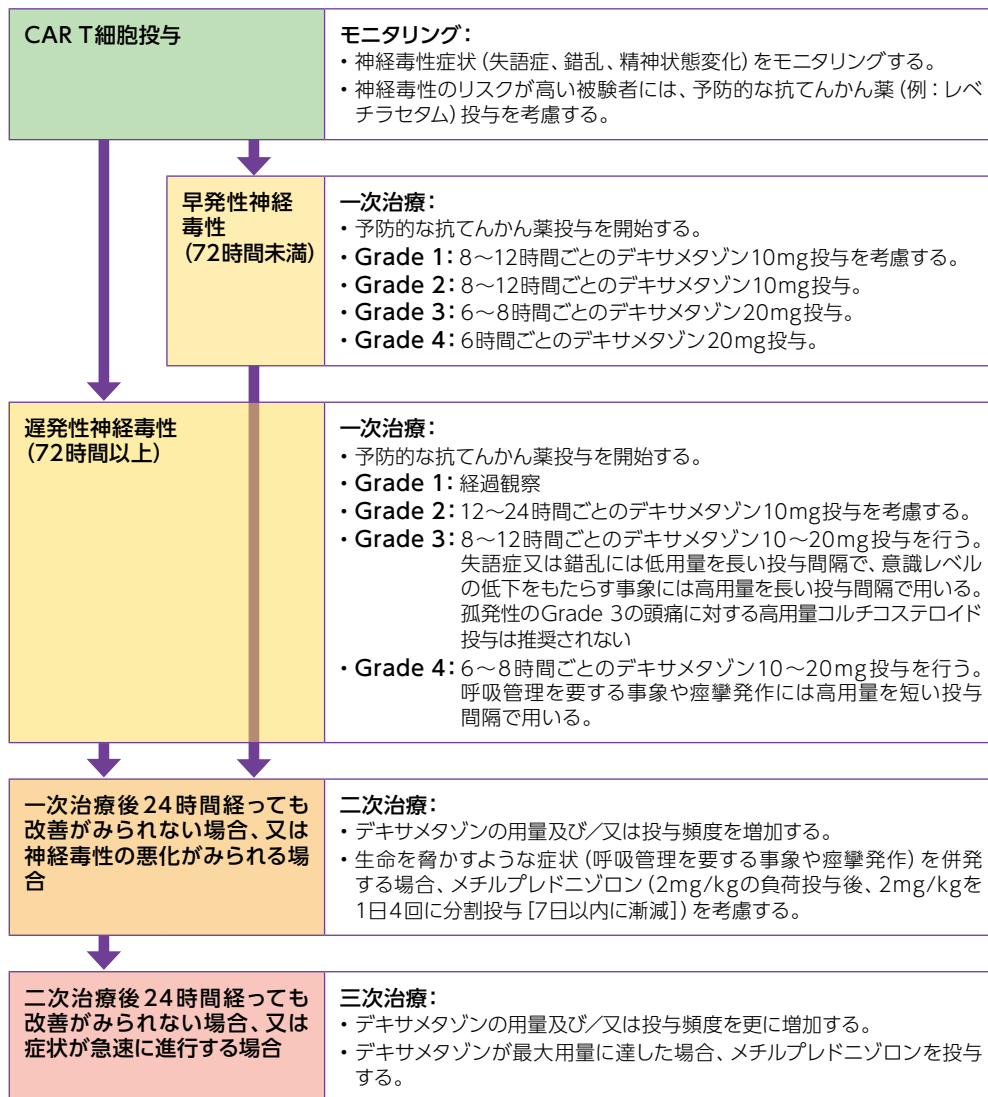 CAR T細胞投与
モニタリング：
・神経毒性症状（失語症、錯乱、精神状態変化）をモニタリングする。
・神経毒性のリスクが高い被験者には、予防的な抗てんかん薬（例：レベ
チラセタム）投与を考慮する。
早発性神経
毒性
（72時間未満）
一次治療：
・予防的な抗てんかん薬投与を開始する。
・Grade 1：8～12時間ごとのデキサメタゾン10mg投与を考慮する。
・Grade 2：8～12時間ごとのデキサメタゾン10mg投与。
・Grade 3：6～8時間ごとのデキサメタゾン20mg投与。
・Grade 4：6時間ごとのデキサメタゾン20mg投与。
遅発性神経毒性
（72時間以上）
一次治療：
・予防的な抗てんかん薬投与を開始する。
・Grade 1：経過観察
・Grade 2：12～24時間ごとのデキサメタゾン10mg投与を考慮する。
・Grade 3：8～12時間ごとのデキサメタゾン10～20mg投与を行う。
失語症又は錯乱には低用量を長い投与間隔で、意識レベル
の低下をもたらす事象には高用量を長い投与間隔で用いる。
孤発性のGrade 3の頭痛に対する高用量コルチコステロイド
投与は推奨されない
・Grade 4：6～8時間ごとのデキサメタゾン10～20mg投与を行う。
呼吸管理を要する事象や痙攣発作には高用量を短い投与
間隔で用いる。
一次治療後24時間経っても
改善がみられない場合、又は
神経毒性の悪化がみられる場
合
二次治療：
・デキサメタゾンの用量及び／又は投与頻度を増加する。
・生命を脅かすような症状（呼吸管理を要する事象や痙攣発作）を併発
する場合、メチルプレドニゾロン（2mg/kgの負荷投与後、2mg/kgを
1日4回に分割投与［7日以内に漸減］）を考慮する。
二次治療後24時間経っても
改善がみられない場合、又は
症状が急速に進行する場合
三次治療：
・デキサメタゾンの用量及び／又は投与頻度を更に増加する。
・デキサメタゾンが最大用量に達した場合、メチルプレドニゾロンを投与
する。